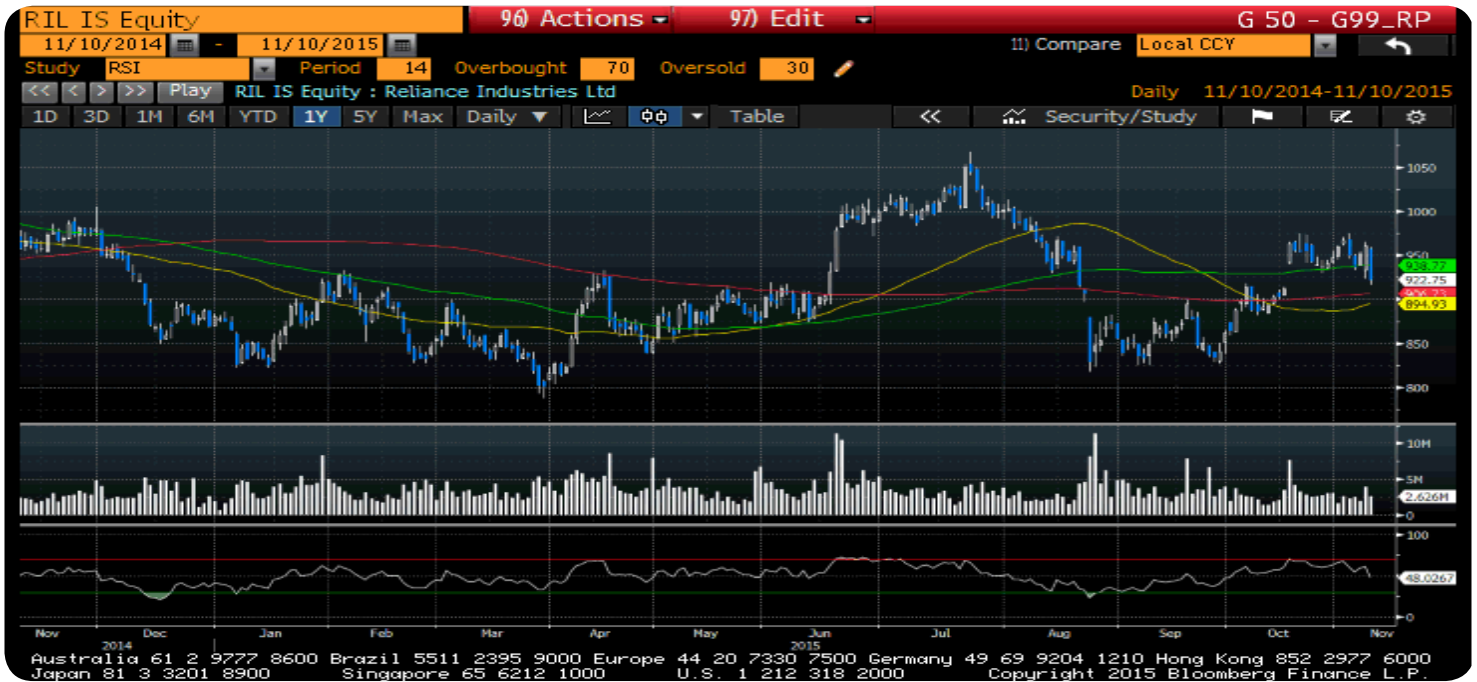 RIL IS Equity 96) Actions 97) Edit G 50 - G99_RP
11/10/2014 - 11/10/2015 11) Compare Local CCY
Study RSI Period 14 Overbought 70 Oversold 30
<< < > >> Play RIL IS Equity : Reliance Industries Ltd Daily 11/10/2014-11/10/2015
1D 3D 1M 6M YTD 1Y 5Y Max Daily ▼ Table << Security/Study
1050
1000
950
938.77
922.75
906.73
894.93
850
800
10M
5M
2.626M
0
100
48.0267
0
Nov Dec Jan Feb Mar Apr May Jun Jul Aug Sep Oct Nov
2014 2015
Australia 61 2 9777 8600 Brazil 5511 2395 9000 Europe 44 20 7330 7500 Germany 49 69 9204 1210 Hong Kong 852 2977 6000
Japan 81 3 3201 8900 Singapore 65 6212 1000 U.S. 1 212 318 2000 Copyright 2015 Bloomberg Finance L.P.